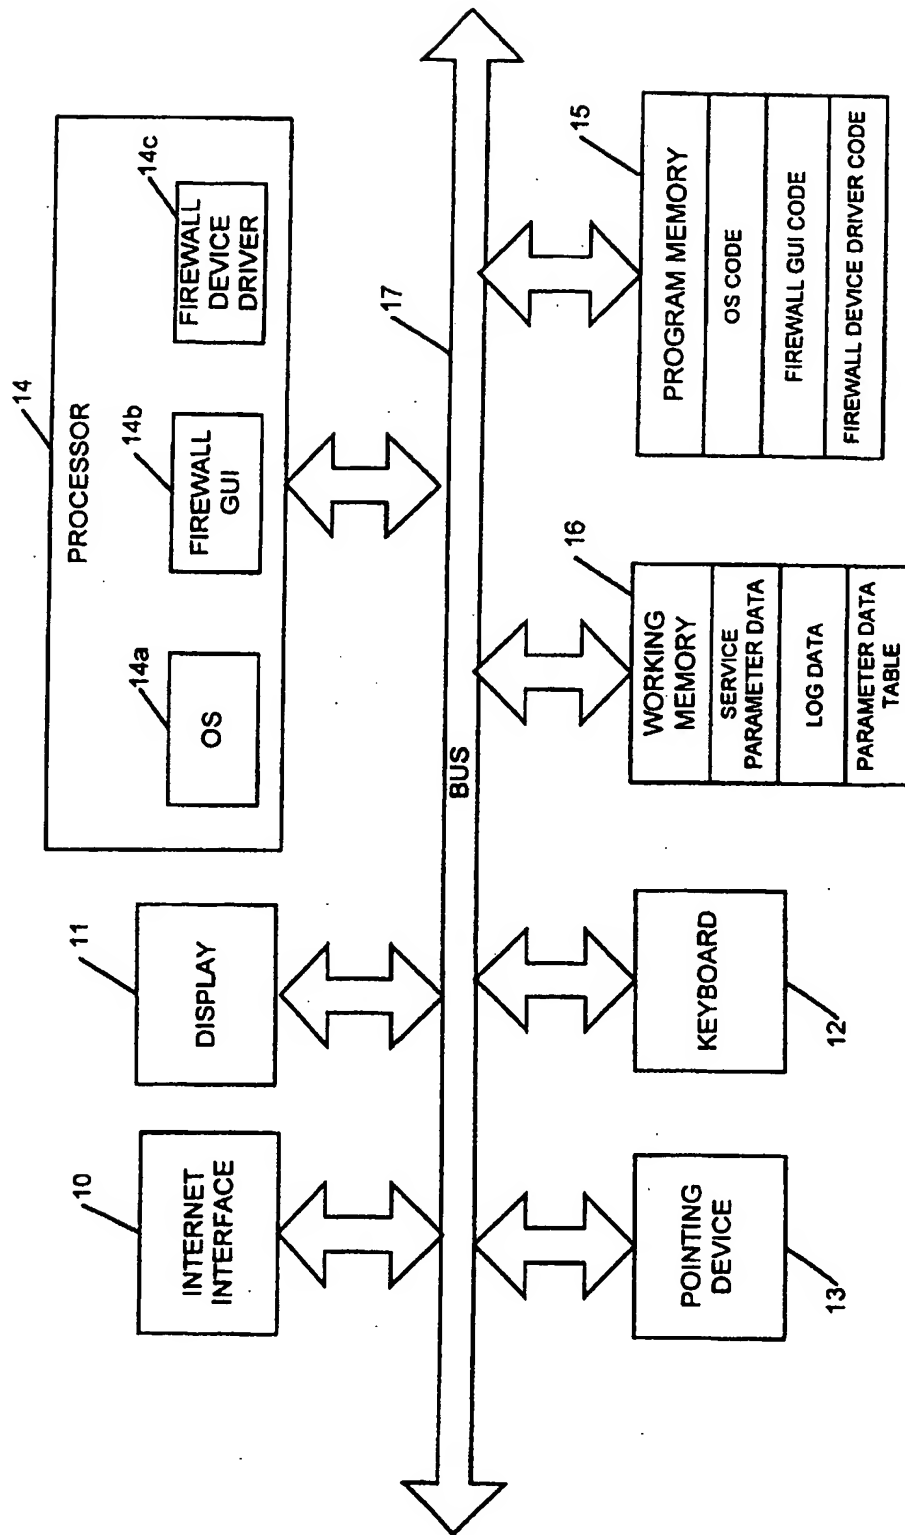 10
INTERNET
INTERFACE
11
DISPLAY
14
PROCESSOR
14a
OS
14b
FIREWALL
GUI
14c
FIREWALL
DEVICE
DRIVER
BUS
17
POINTING
DEVICE
13
KEYBOARD
12
16
WORKING
MEMORY
SERVICE
PARAMETER DATA
LOG DATA
PARAMETER DATA
TABLE
15
PROGRAM MEMORY
OS CODE
FIREWALL GUI CODE
FIREWALL DEVICE DRIVER CODE